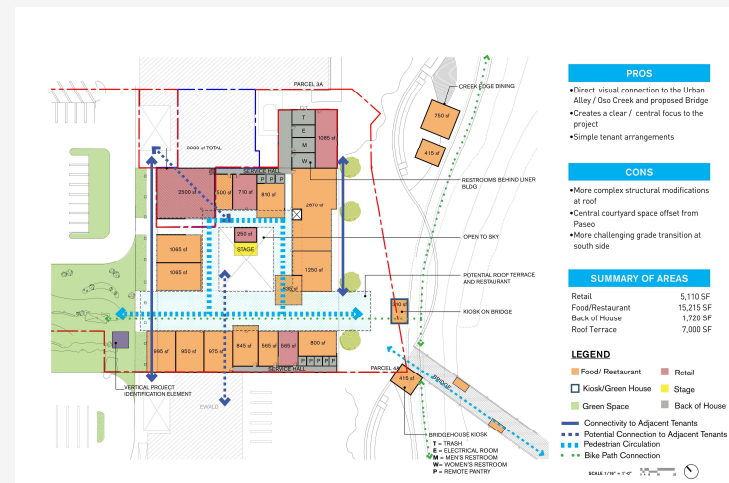 PARCEL 3A
CREEK EDGE DINING
750 sf
415 sf
T
E
M
W
1085 sf
SERVICE HALL
P P P
2500 sf
500 sf
710 sf
810 sf
2870 sf
RESTROOMS BEHIND LINER
BLDG
250 sf
STAGE
OPEN TO SKY
1065 sf
1065 sf
1250 sf
POTENTIAL ROOF TERRACE
AND RESTAURANT
KIOSK ON BRIDGE
995 sf
950 sf
975 sf
845 sf
565 sf
565 sf
800 sf
P P P P P
SERVICE HALL
PARCEL 4A
415 sf
BRIDGE
VERTICAL PROJECT
IDENTIFICATION ELEMENT
EWALD
BRIDGEHOUSE KIOSK
T = TRASH
E = ELECTRICAL ROOM
M = MEN'S RESTROOM
W= WOMEN'S RESTROOM
P = REMOTE PANTRY
PROS
•Direct visual connection to the Urban
Alley / Oso Creek and proposed Bridge
•Creates a clear / central focus to the
project
•Simple tenant arrangements
CONS
•More complex structural modifications
at roof
•Central courtyard space offset from
Paseo
•More challenging grade transition at
south side
SUMMARY OF AREAS
Retail 5,110 SF
Food/Restaurant 15,215 SF
Back of House 1,720 SF
Roof Terrace 7,000 SF
LEGEND
Food/ Restaurant
Retail
Kiosk/Green House
Stage
Green Space
Back of House
Connectivity to Adjacent Tenants
Potential Connection to Adjacent Tenants
Pedestrian Circulation
Bike Path Connection
SCALE 1/16" = 1'-0"